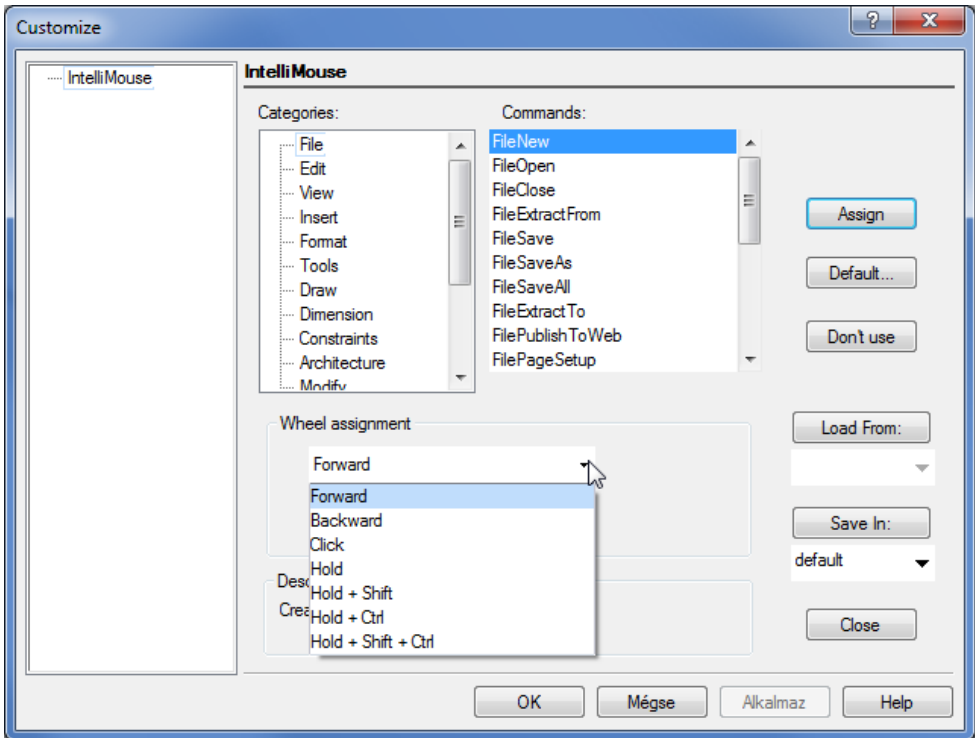 Customize
IntelliMouse
IntelliMouse
Categories:
File
Edit
View
Insert
Format
Tools
Draw
Dimension
Constraints
Architecture
Modify
Commands:
FileNew
FileOpen
FileClose
FileExtractFrom
FileSave
FileSaveAs
FileSaveAll
FileExtractTo
FilePublishToWeb
FilePageSetup
Assign
Default...
Don't use
Wheel assignment
Forward
Forward
Backward
Click
Hold
Hold + Shift
Hold + Ctrl
Hold + Shift + Ctrl
Load From:
Save In:
default
Close
OK
Mégse
Alkalmaz
Help